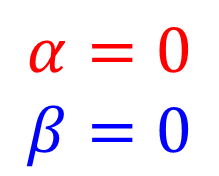 α = 0
β = 0